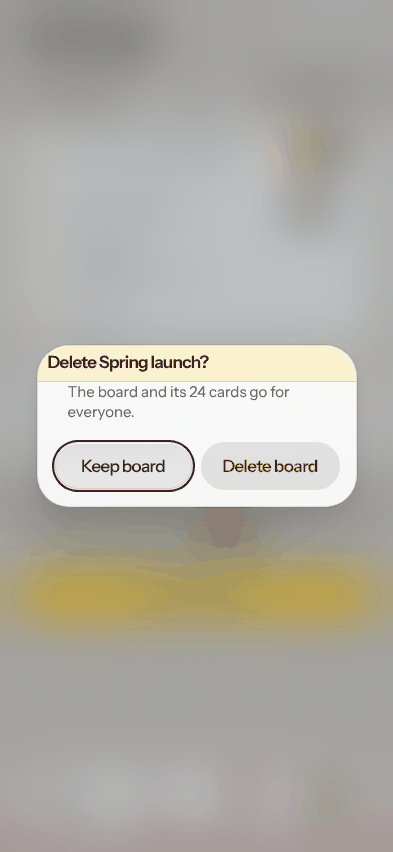 Delete Spring launch?
The board and its 24 cards go for
everyone.
Keep board
Delete board